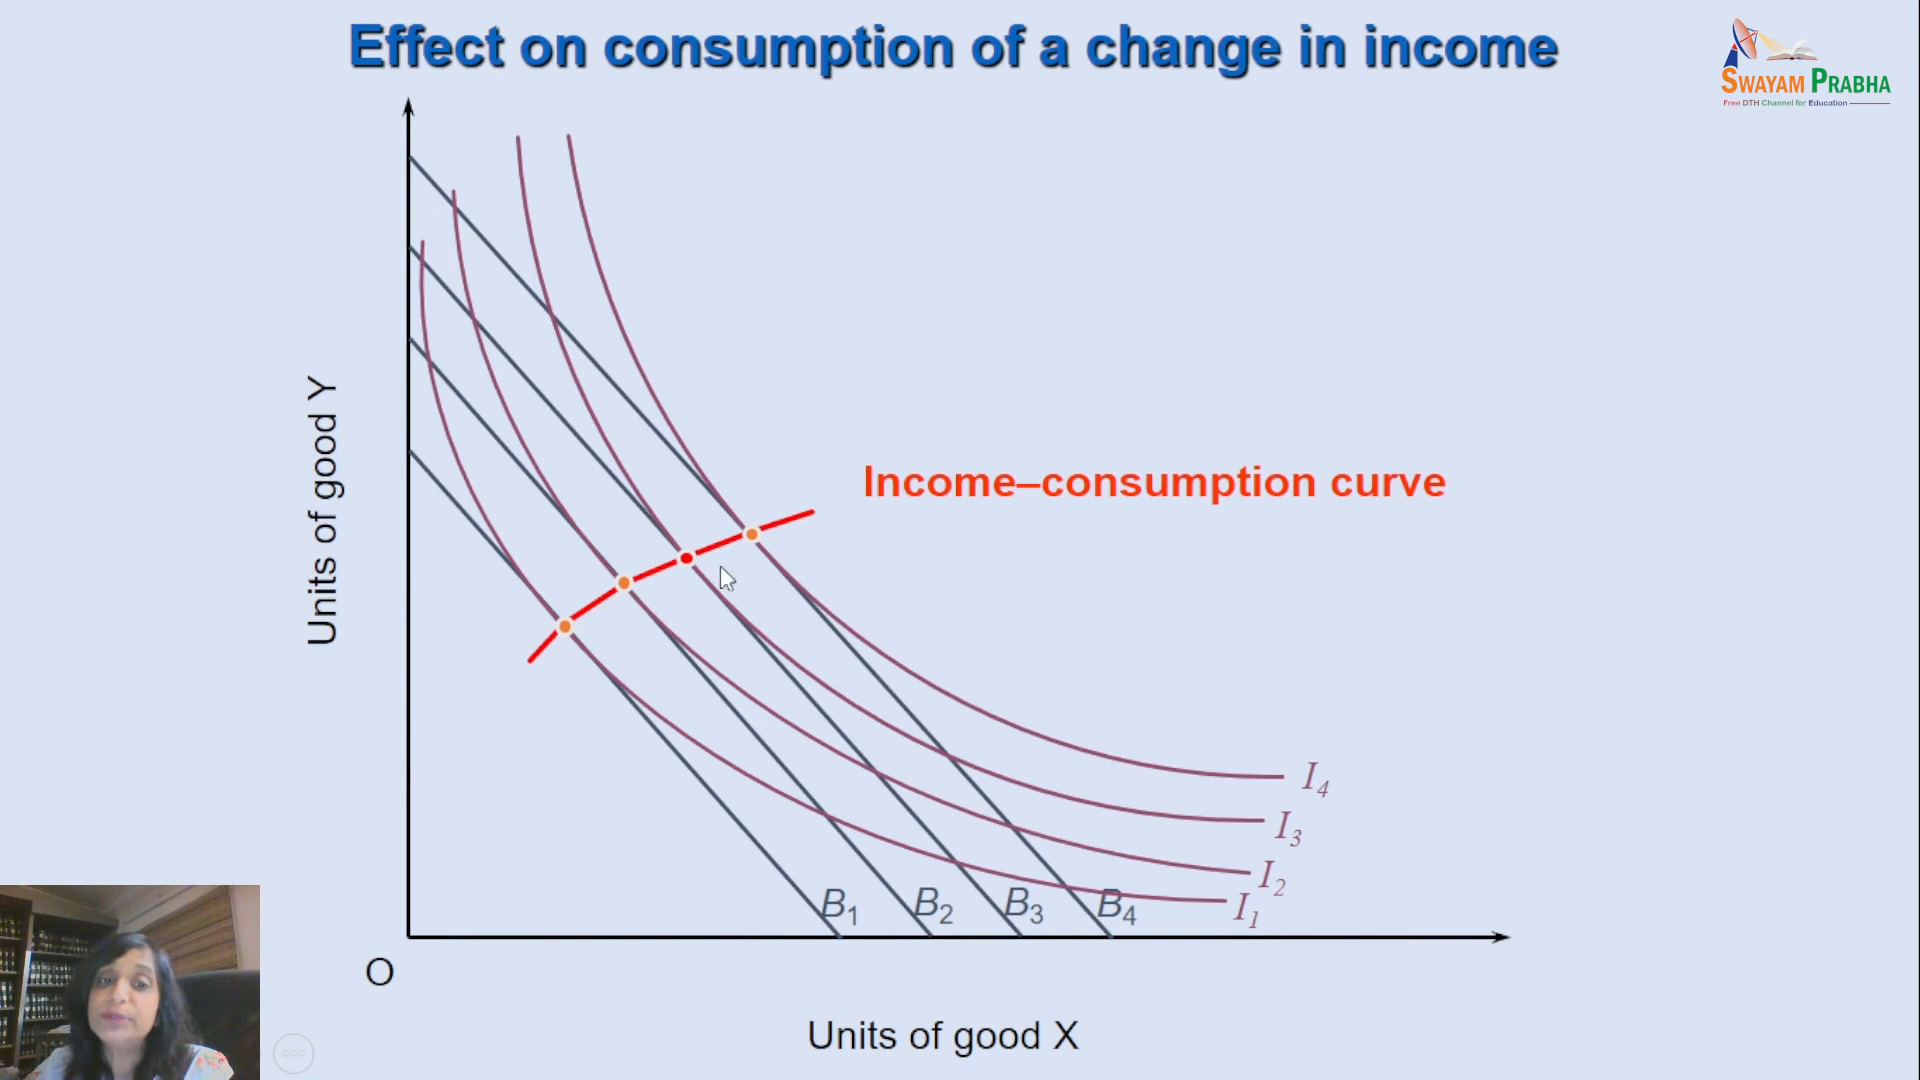 Effect on consumption of a change in income
SWAYAM PRABHA
Free DTH Channel for Education
Units of good Y
Income–consumption curve
I4
I3
I2
I1
B1
B2
B3
B4
O
Units of good X